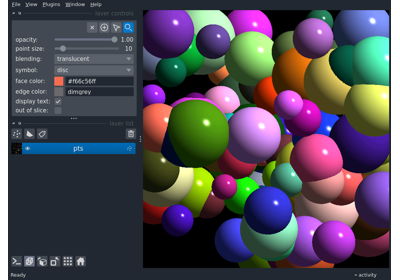 File View Plugins Window Help
layer controls
opacity: 1.00
point size: 10
blending: translucent
symbol: disc
face color: #f66c56ff
edge color: dimgrey
display text:
out of slice:
layer list
pts
Ready
activity